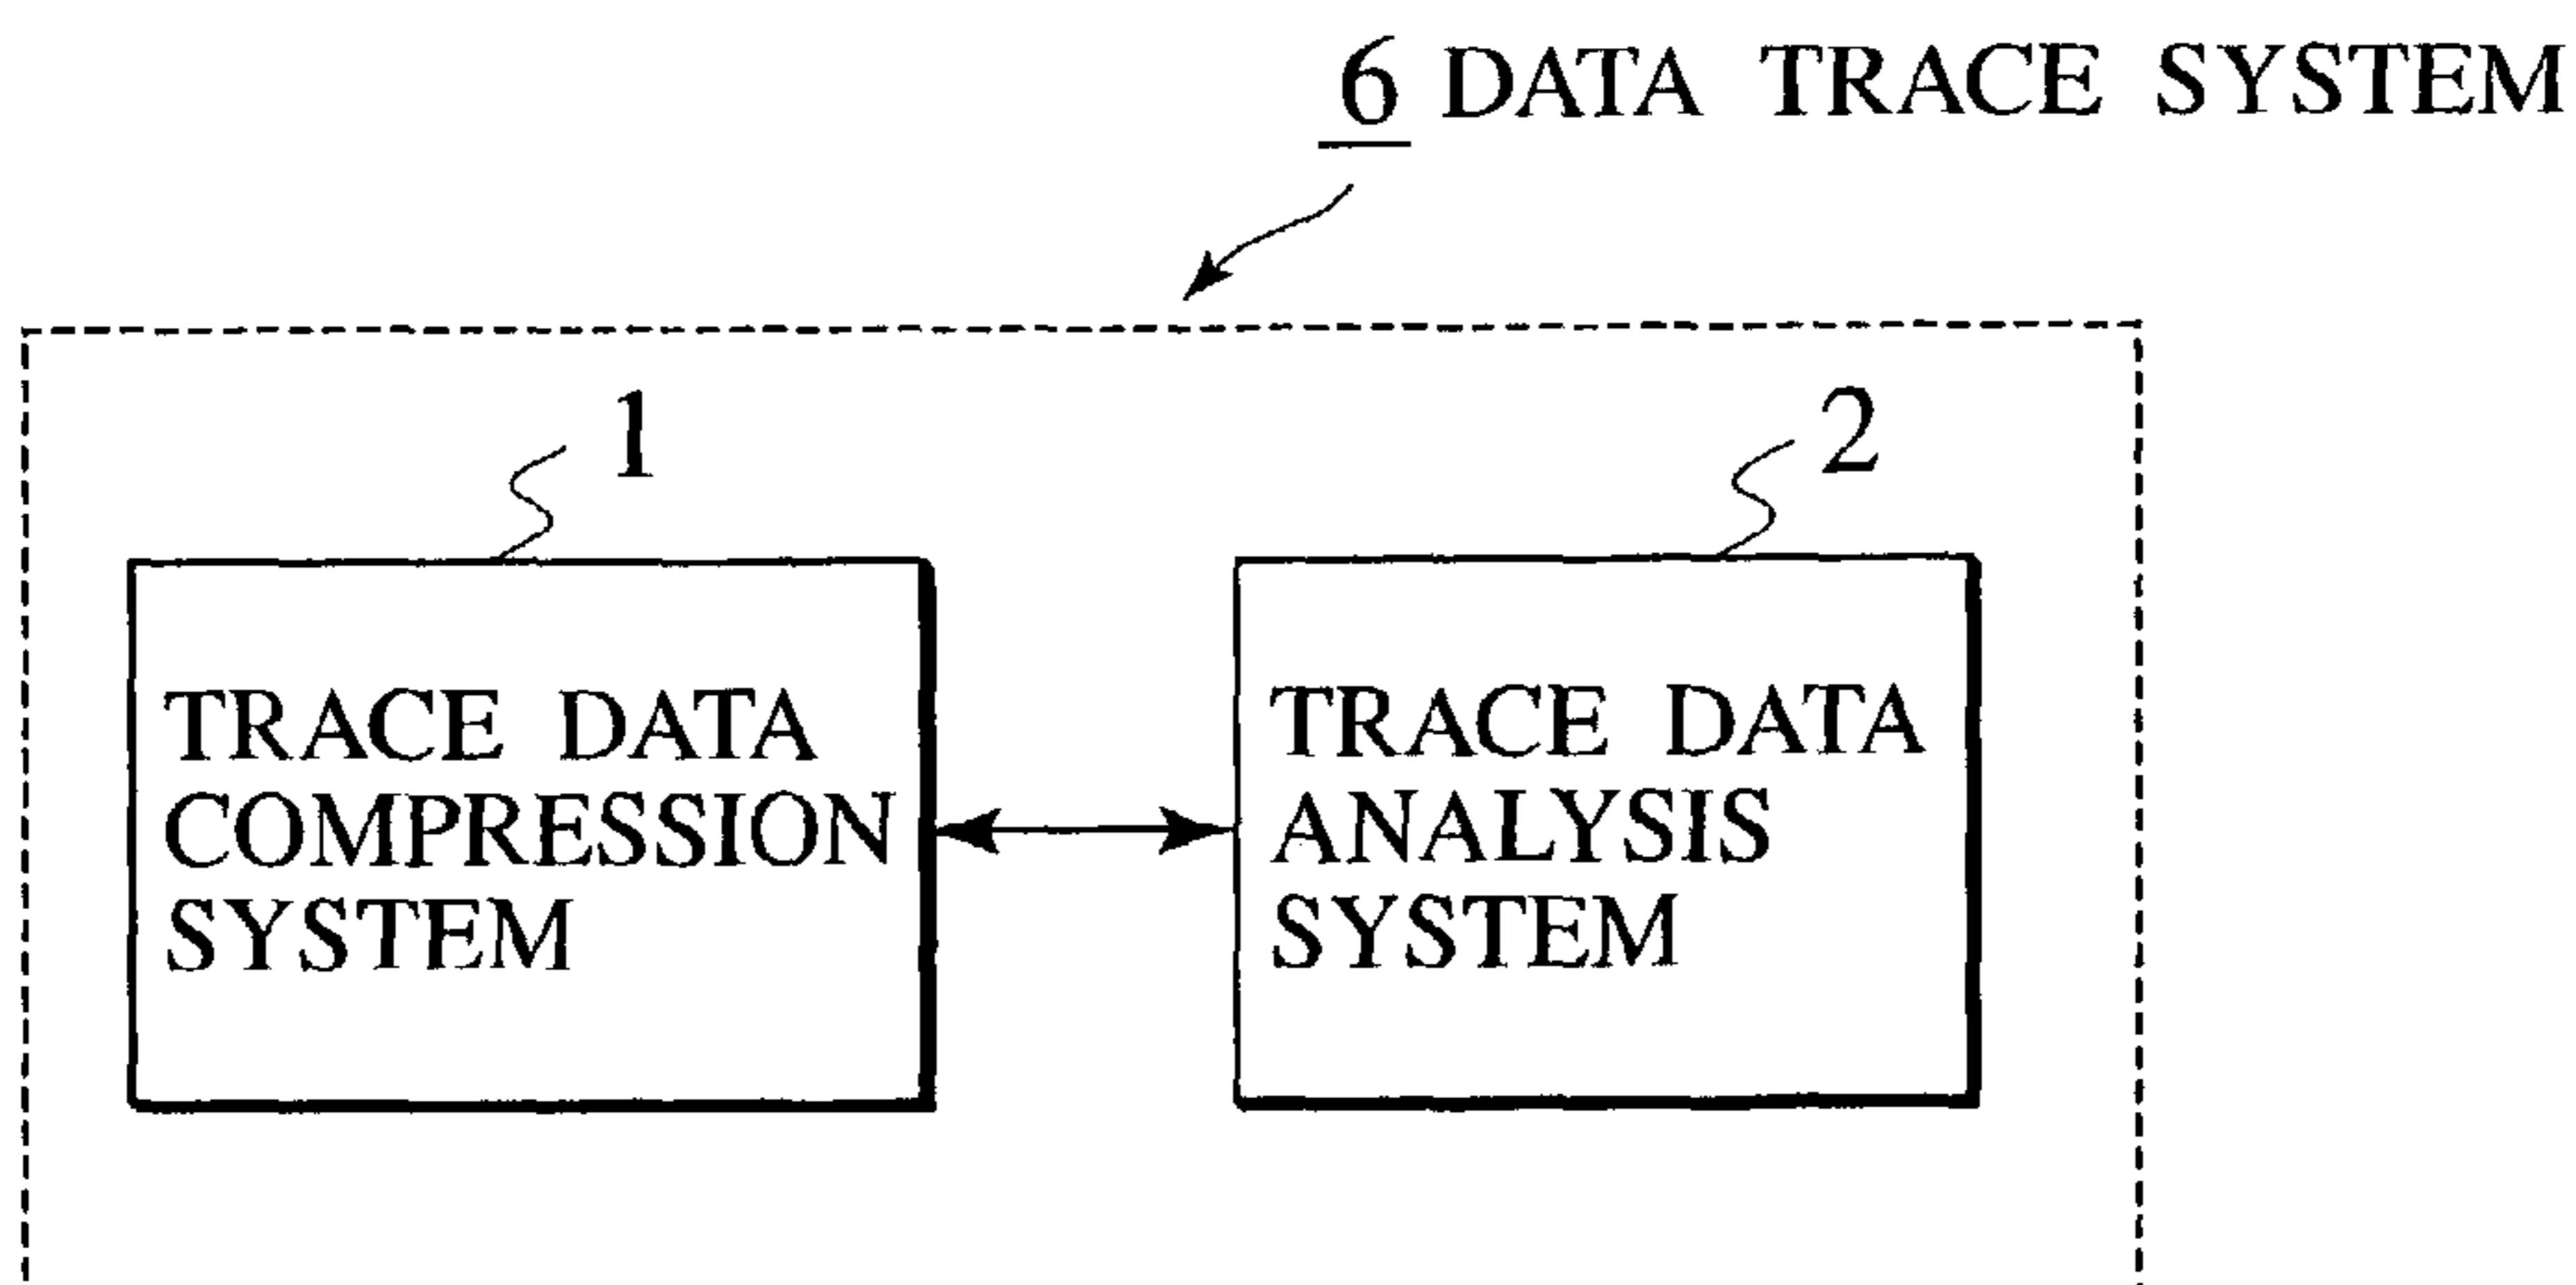 6 DATA TRACE SYSTEM
1
2
TRACE DATA
COMPRESSION
SYSTEM
TRACE DATA
ANALYSIS
SYSTEM